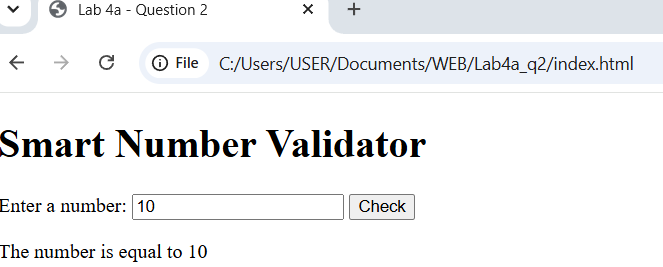 Lab 4a - Question 2
File C:/Users/USER/Documents/WEB/Lab4a_q2/index.html
Smart Number Validator
Enter a number: 10 Check
The number is equal to 10